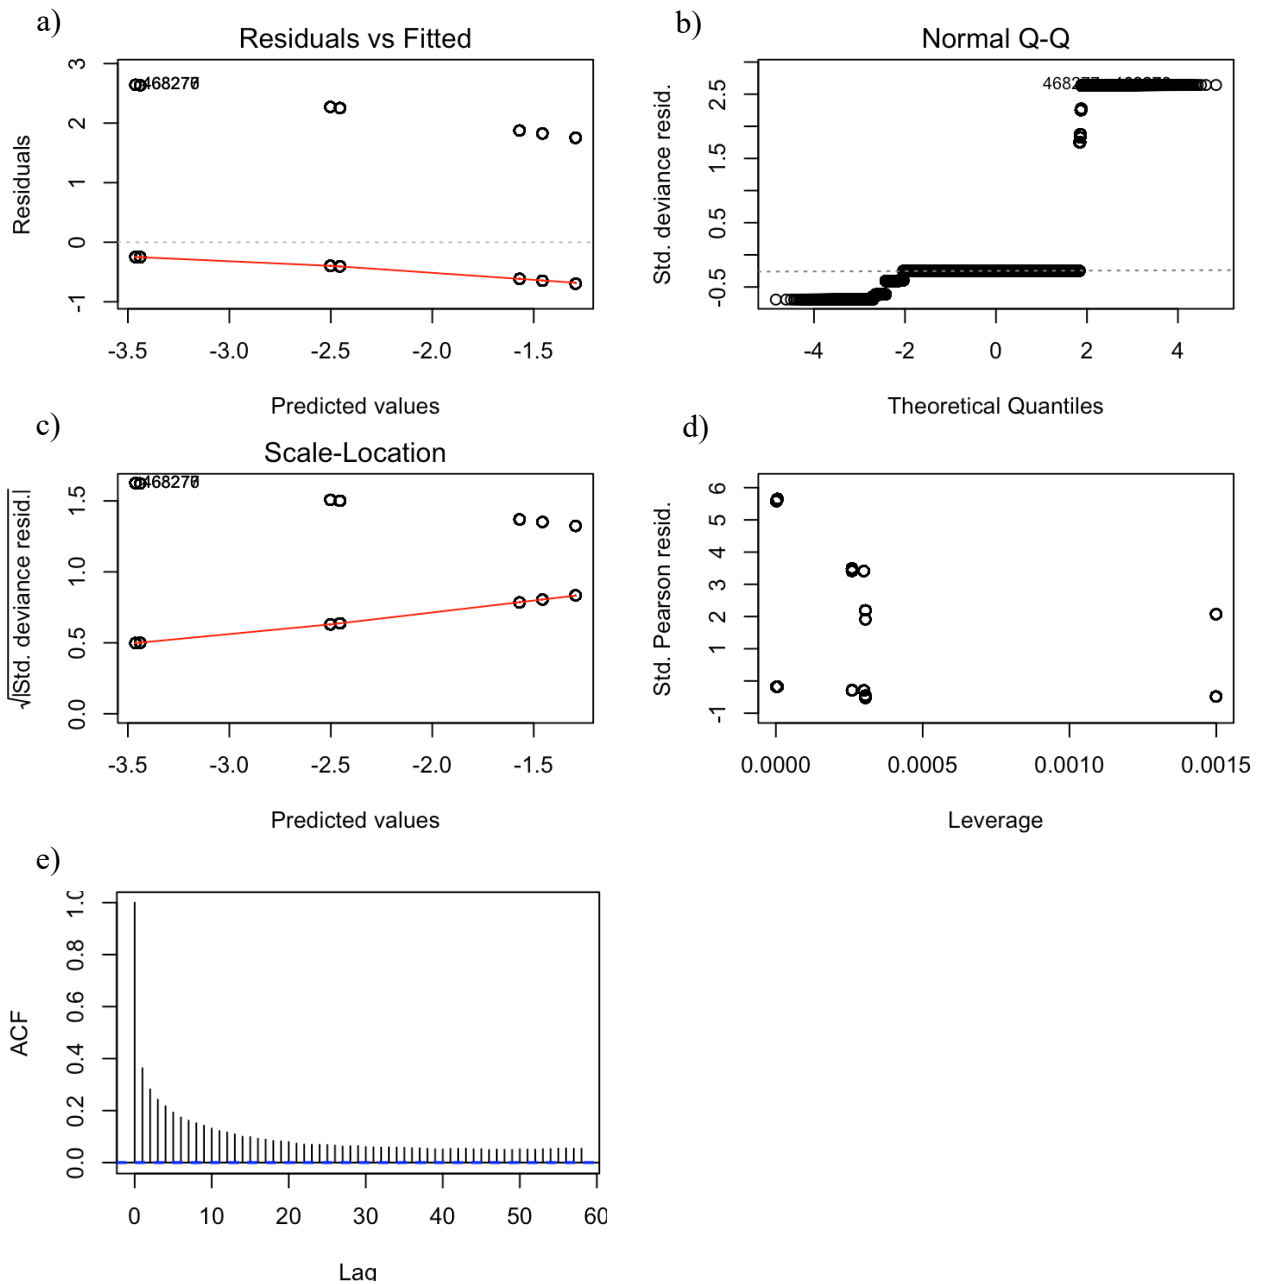 a)
Residuals vs Fitted
Residuals
3
2
1
0
-1
-3.5 -3.0 -2.5 -2.0 -1.5
Predicted values
b)
Normal Q-Q
Std. deviance resid.
2.5
1.5
0.5
-0.5
-4 -2 0 2 4
Theoretical Quantiles
c)
Scale-Location
√|Std. deviance resid.|
1.5
1.0
0.5
0.0
-3.5 -3.0 -2.5 -2.0 -1.5
Predicted values
d)
Std. Pearson resid.
6
5
4
3
2
1
-1
0.0000 0.0005 0.0010 0.0015
Leverage
e)
ACF
0.8
0.6
0.4
0.2
0.0
0 10 20 30 40 50 60
Lag